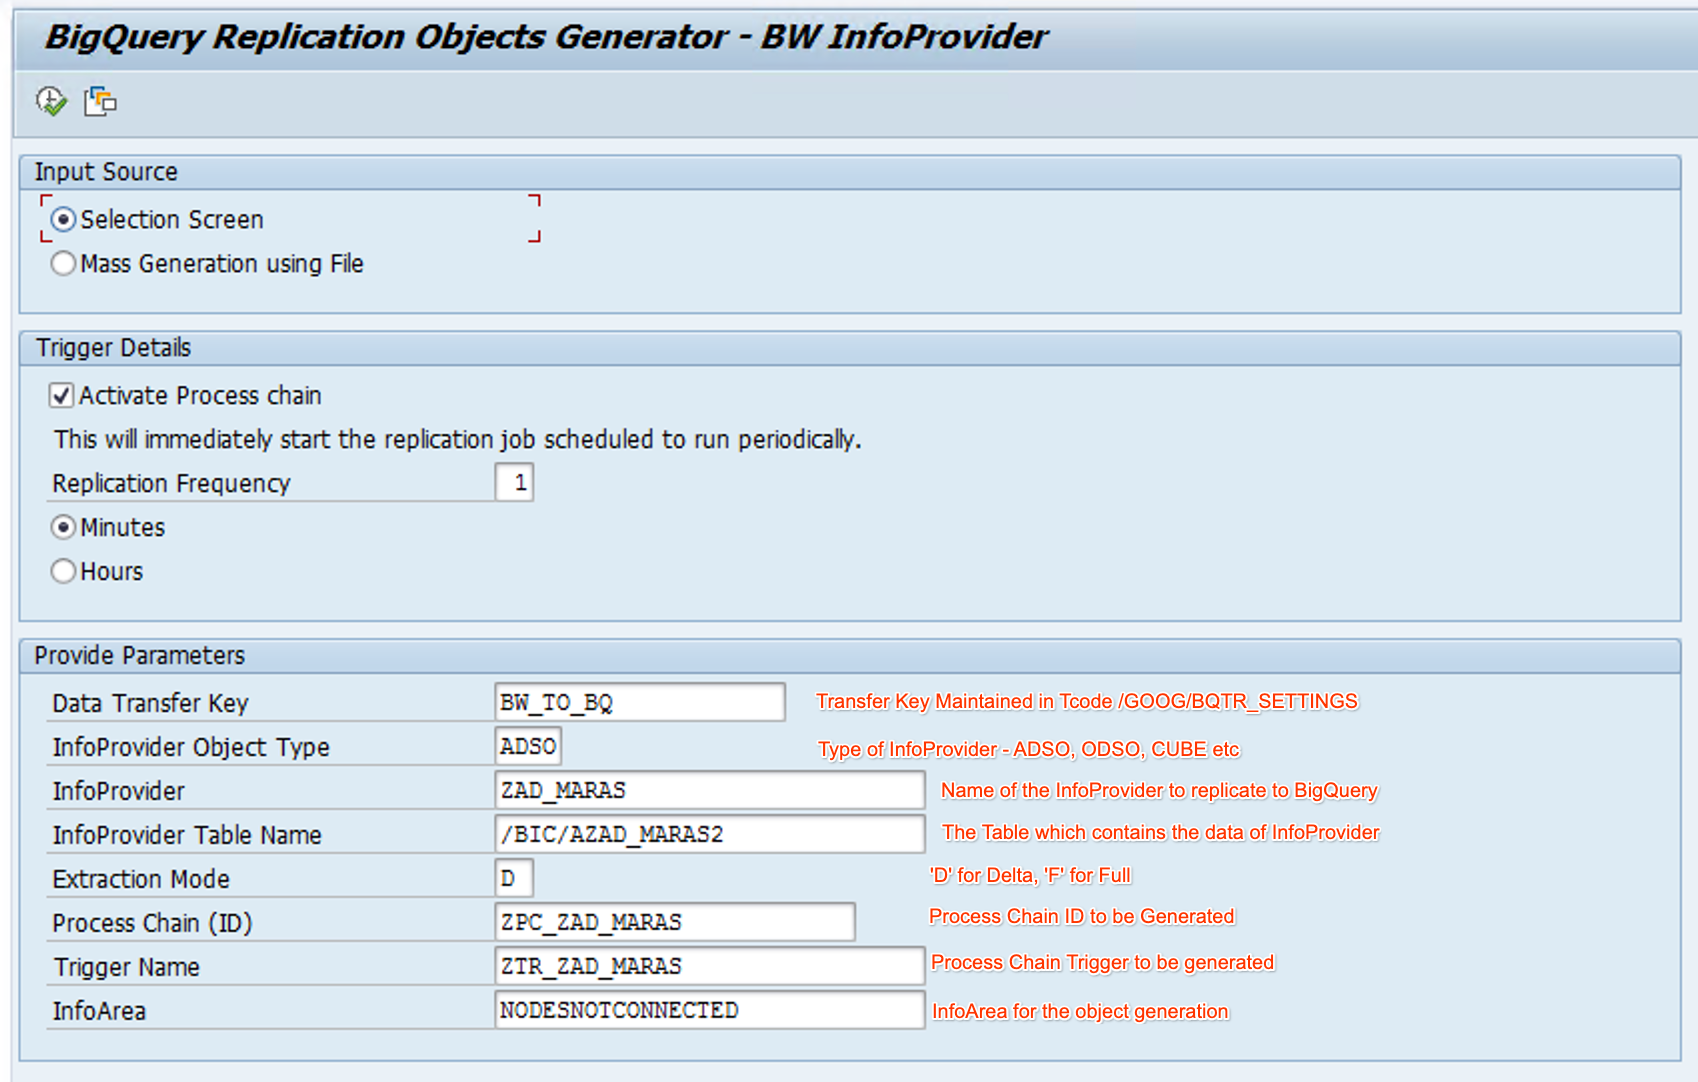 BigQuery Replication Objects Generator - BW InfoProvider
Input Source
Selection Screen
Mass Generation using File
Trigger Details
Activate Process chain
This will immediately start the replication job scheduled to run periodically.
Replication Frequency 1
Minutes
Hours
Provide Parameters
Data Transfer Key BW_TO_BQ Transfer Key Maintained in Tcode /GOOG/BQTR_SETTINGS
InfoProvider Object Type ADSO Type of InfoProvider - ADSO, ODSO, CUBE etc
InfoProvider ZAD_MARAS Name of the InfoProvider to replicate to BigQuery
InfoProvider Table Name /BIC/AZAD_MARAS2 The Table which contains the data of InfoProvider
Extraction Mode D 'D' for Delta, 'F' for Full
Process Chain (ID) ZPC_ZAD_MARAS Process Chain ID to be Generated
Trigger Name ZTR_ZAD_MARAS Process Chain Trigger to be generated
InfoArea NODESNOTCONNECTED InfoArea for the object generation